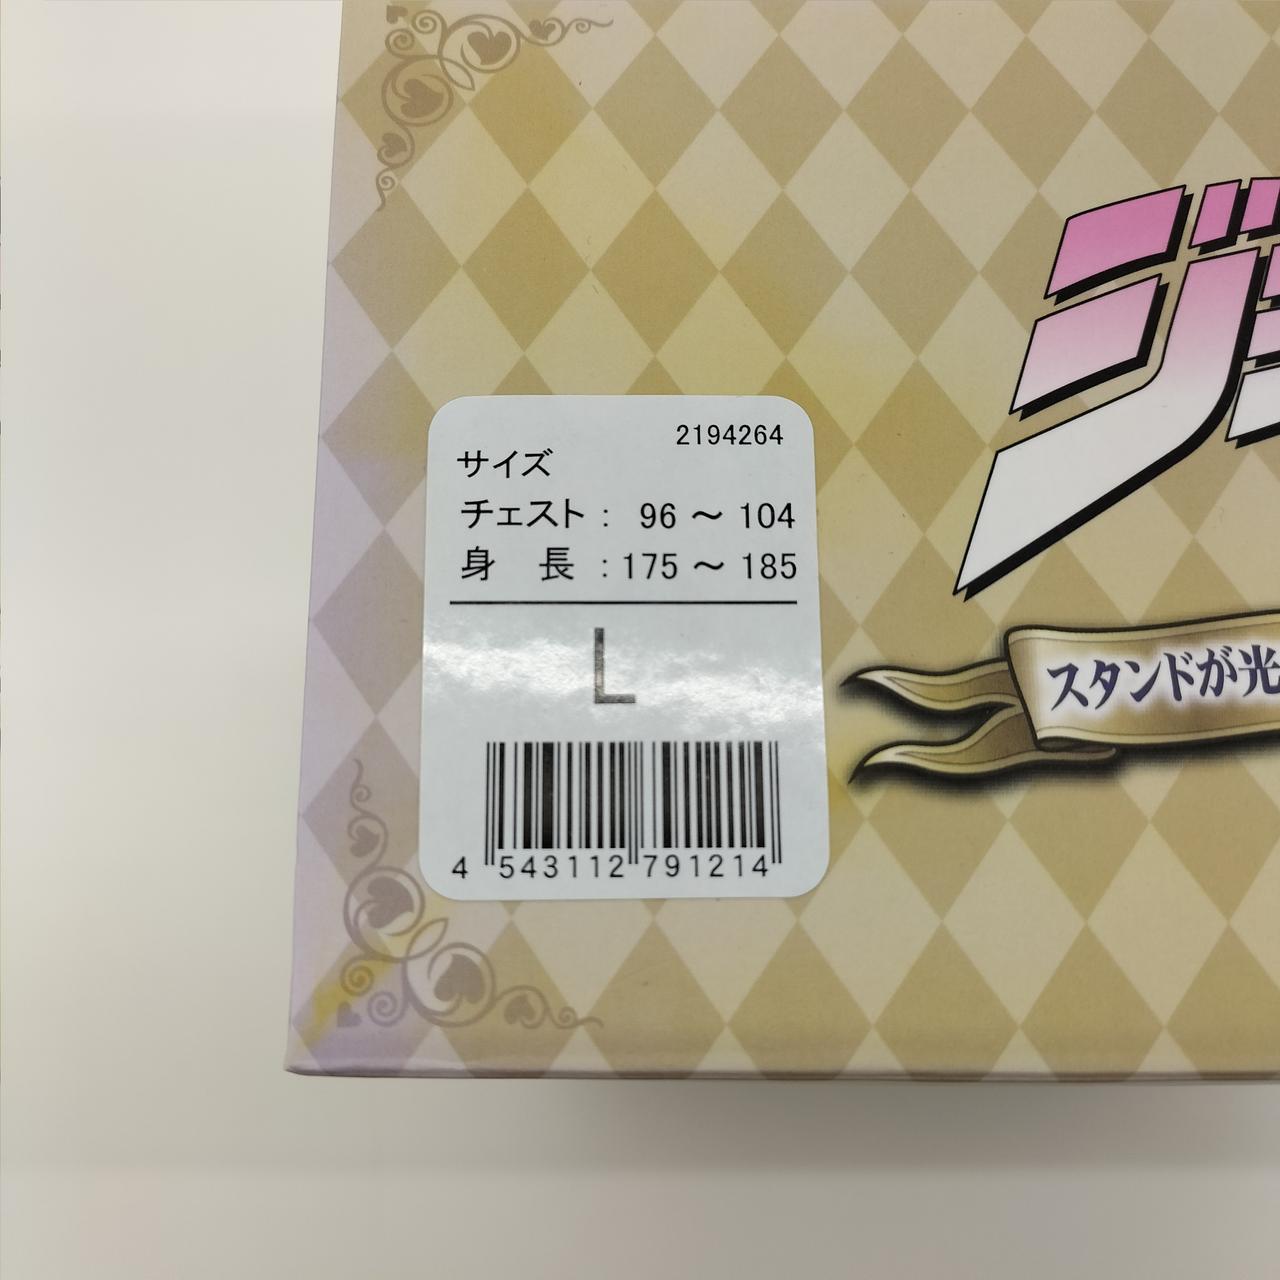 2194264
サイズ
チェスト : 96 ～ 104
身 長 : 175 ～ 185
L
4 543112 791214
ジ
スタンドが光